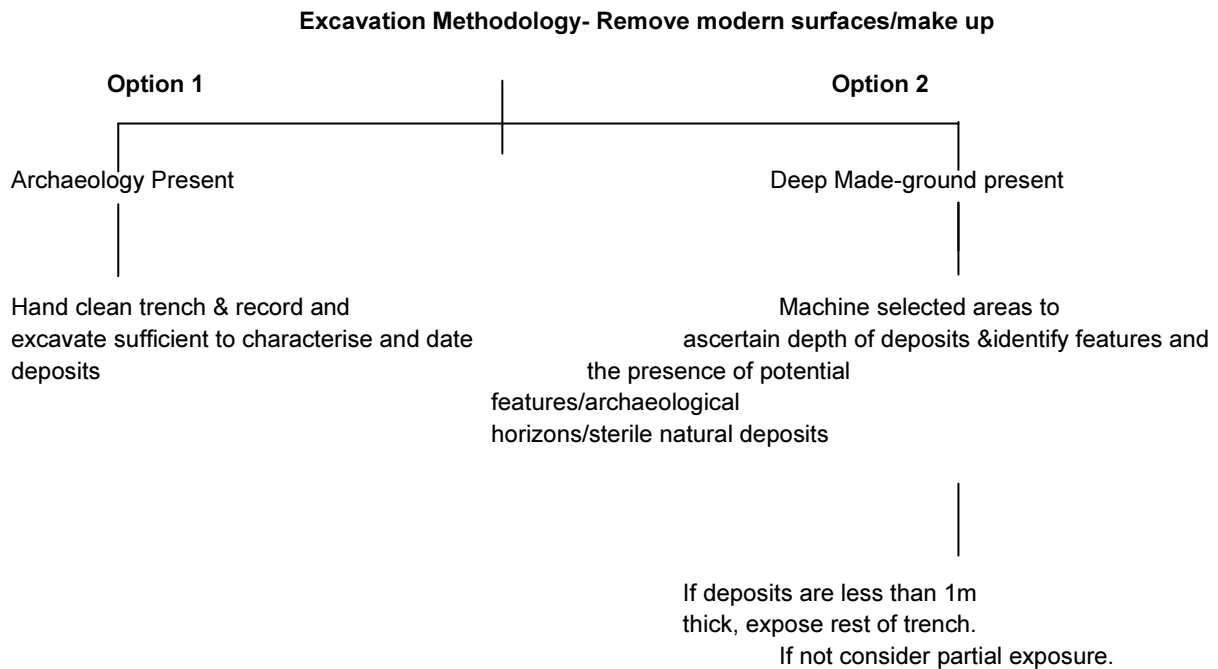 Excavation Methodology- Remove modern surfaces/make up
Option 1
Option 2
Archaeology Present
Deep Made-ground present
Hand clean trench & record and
excavate sufficient to characterise and date
deposits
Machine selected areas to
ascertain depth of deposits &identify features and
the presence of potential
features/archaeological
horizons/sterile natural deposits
If deposits are less than 1m
thick, expose rest of trench.
If not consider partial exposure.